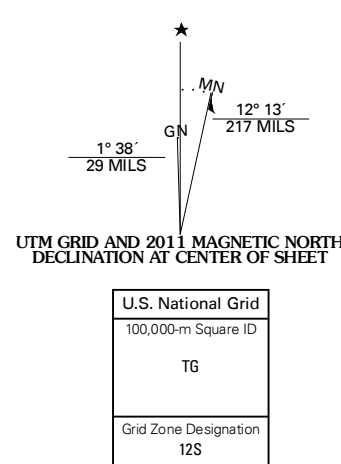 MN
GN
12° 13´
217 MILS
1° 38´
29 MILS
UTM GRID AND 2011 MAGNETIC NORTH
DECLINATION AT CENTER OF SHEET
U.S. National Grid
100,000-m Square ID
TG
Grid Zone Designation
12S